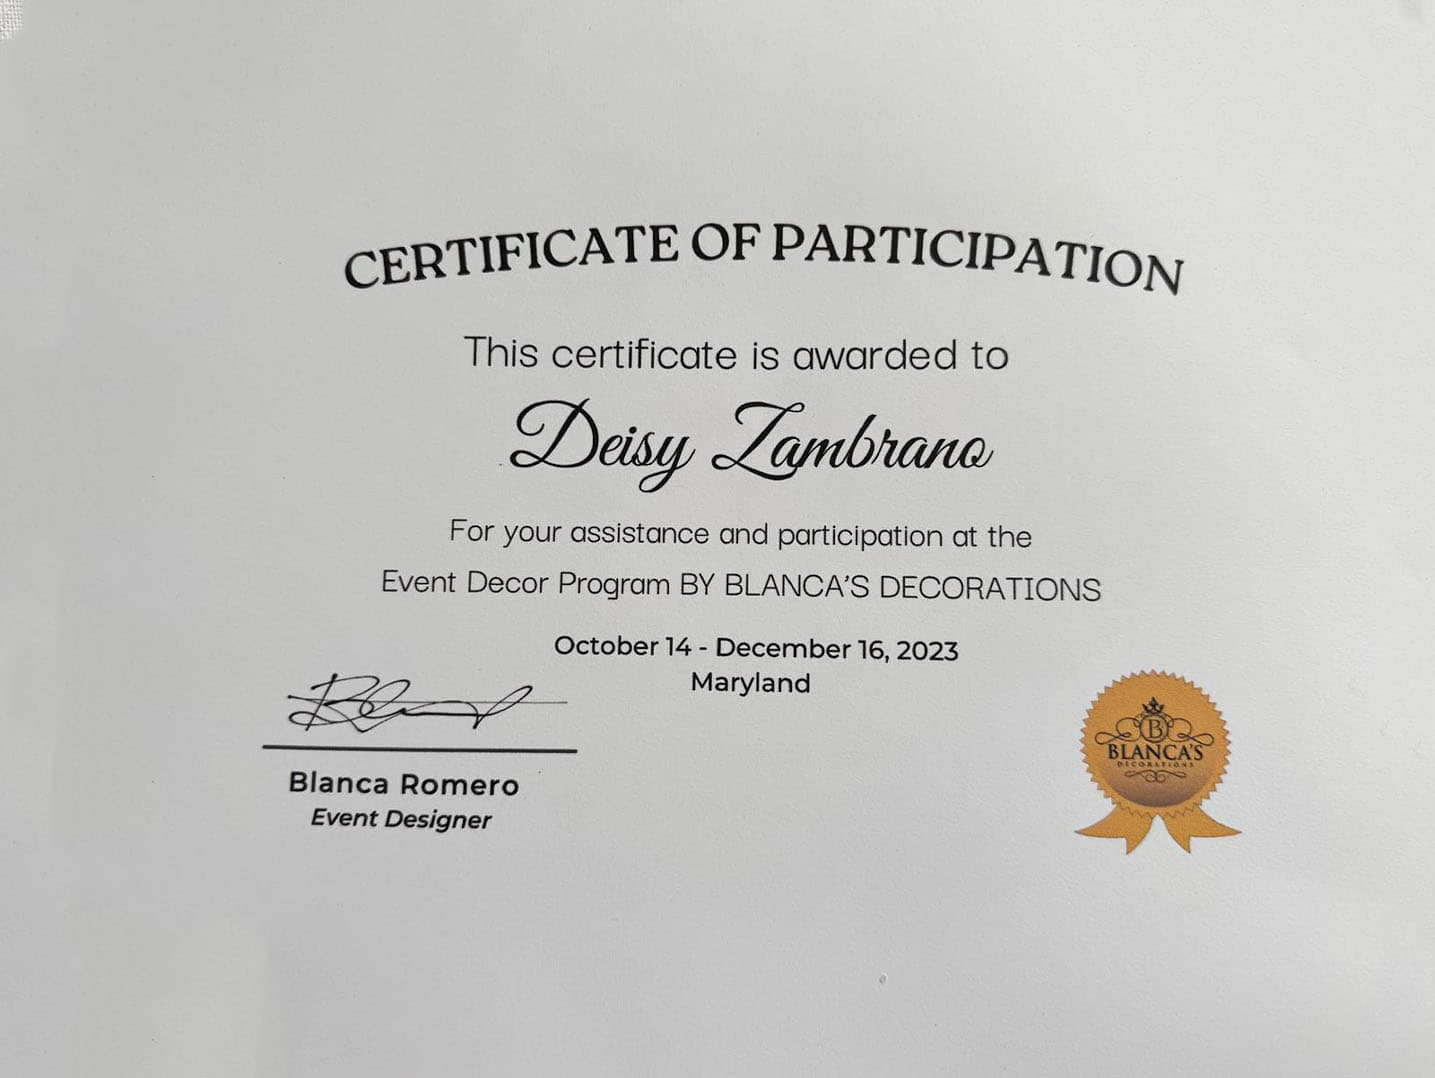 CERTIFICATE OF PARTICIPATION
This certificate is awarded to
Deisy Zambrano
For your assistance and participation at the
Event Decor Program BY BLANCA'S DECORATIONS
October 14 - December 16, 2023
Maryland
Blanca Romero
Event Designer
B
BLANCA'S
DECORATIONS